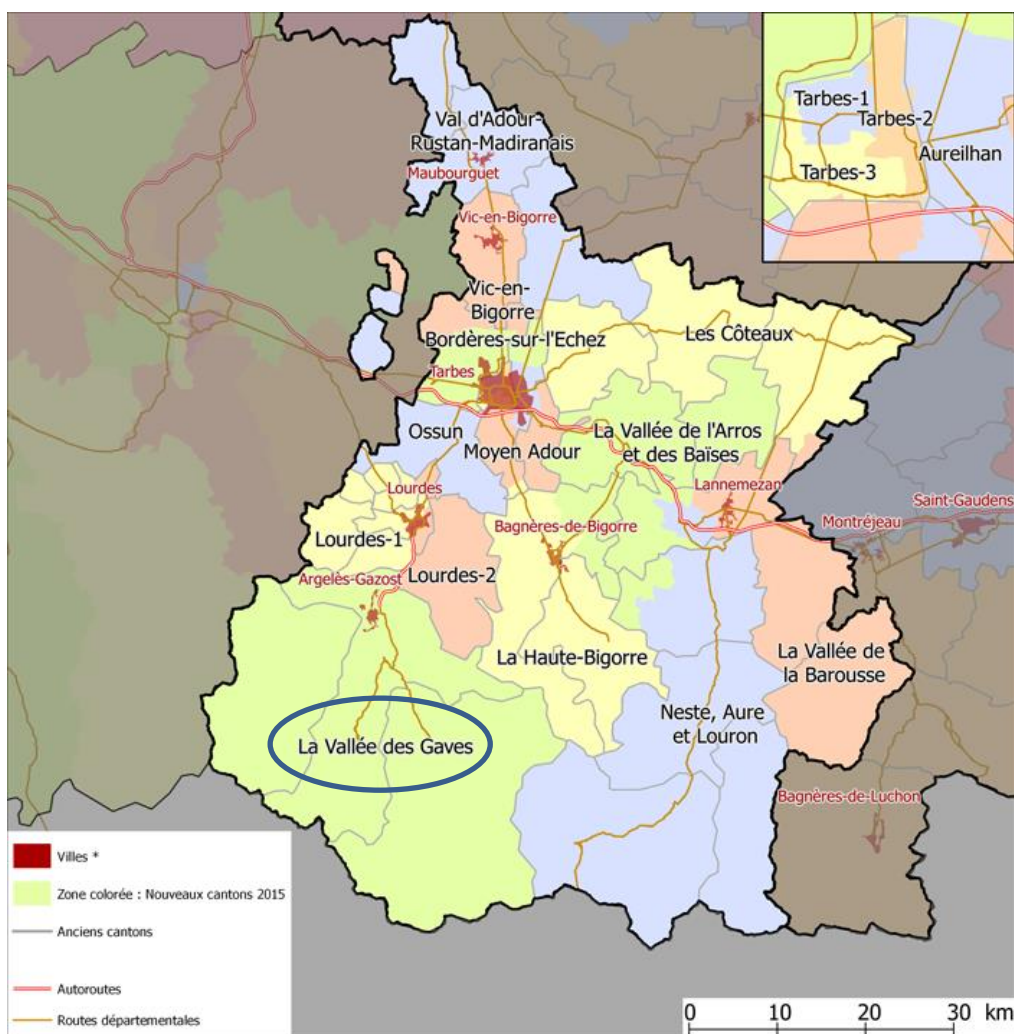 Val d'Adour-
Rustan-Madiranais
Maubourguet
Vic-en-Bigorre
Vic-en-
Bigorre
Bordères-sur-l'Echez
Tarbes
Les Côteaux
Ossun
Moyen Adour
La Vallée de l'Arros
et des Baïses
Lourdes
Lannemezan
Saint-Gaudens
Montréjeau
Bagnères-de-Bigorre
Lourdes-1
Argelès-Gazost
Lourdes-2
La Haute-Bigorre
La Vallée de
la Barousse
Neste, Aure
et Louron
La Vallée des Gaves
Bagnères-de-Luchon
Tarbes-1
Tarbes-2
Aureilhan
Tarbes-3
Villes *
Zone colorée : Nouveaux cantons 2015
Anciens cantons
Autoroutes
Routes départementales
0 10 20 30 km